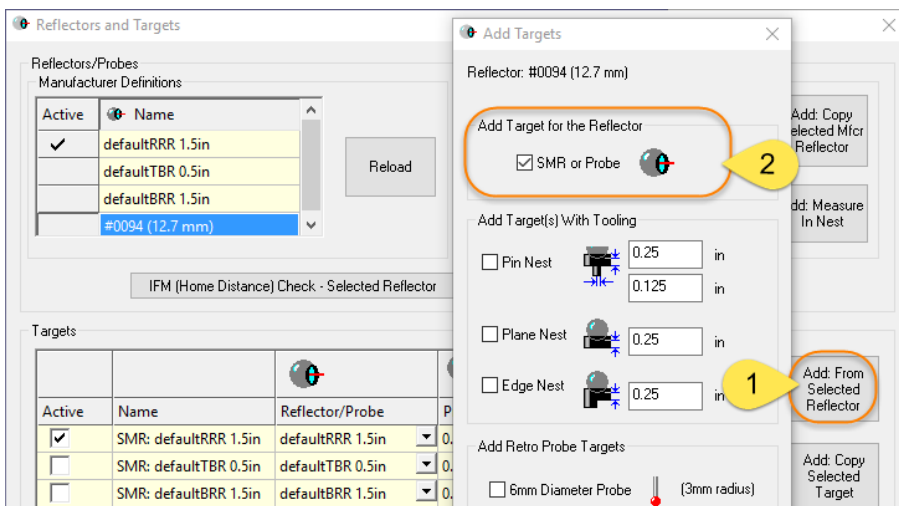 Reflectors and Targets
Reflectors/Probes
Manufacturer Definitions
Active Name
defaultRRR 1.5in
defaultTBR 0.5in
defaultBRR 1.5in
#0094 (12.7 mm)
Reload
IFM (Home Distance) Check - Selected Reflector
Add Targets
Reflector: #0094 (12.7 mm)
Add Target for the Reflector
SMR or Probe
2
Add Target(s) With Tooling
Pin Nest 0.25 in
0.125 in
Plane Nest 0.25 in
Edge Nest 0.25 in
1
Add Retro Probe Targets
6mm Diameter Probe (3mm radius)
Add: Copy
elected Mfcr
Reflector
dd: Measure
In Nest
Targets
Active Name Reflector/Probe P
SMR: defaultRRR 1.5in defaultRRR 1.5in 0.
SMR: defaultTBR 0.5in defaultTBR 0.5in 0.
SMR: defaultBRR 1.5in defaultBRR 1.5in 0.
Add: From
Selected
Reflector
Add: Copy
Selected
Target